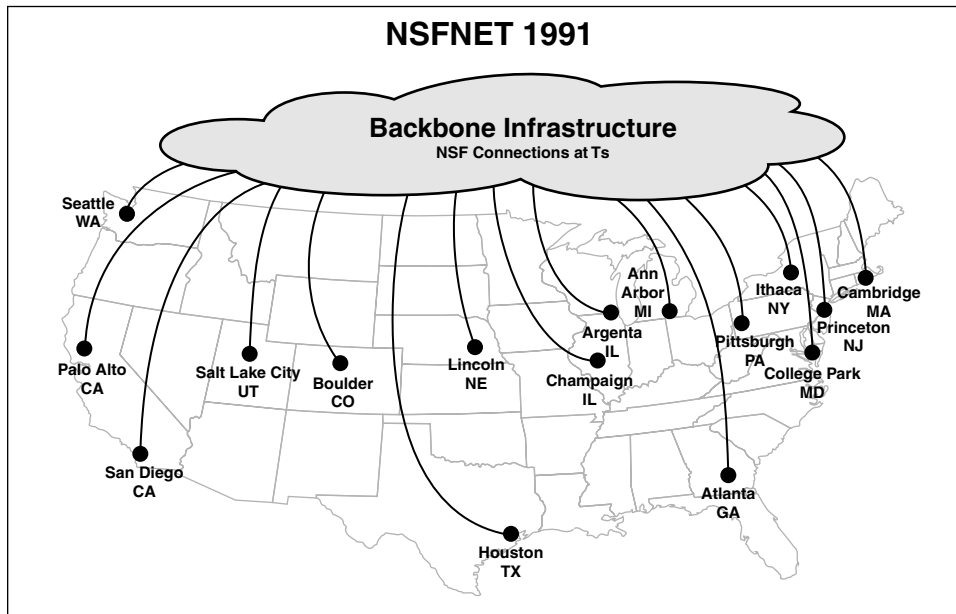 NSFNET 1991
Backbone Infrastructure
NSF Connections at Ts
Seattle
WA
Palo Alto
CA
San Diego
CA
Salt Lake City
UT
Boulder
CO
Lincoln
NE
Houston
TX
Champaign
IL
Argenta
IL
Ann
Arbor
MI
Pittsburgh
PA
Atlanta
GA
Ithaca
NY
College Park
MD
Princeton
NJ
Cambridge
MA